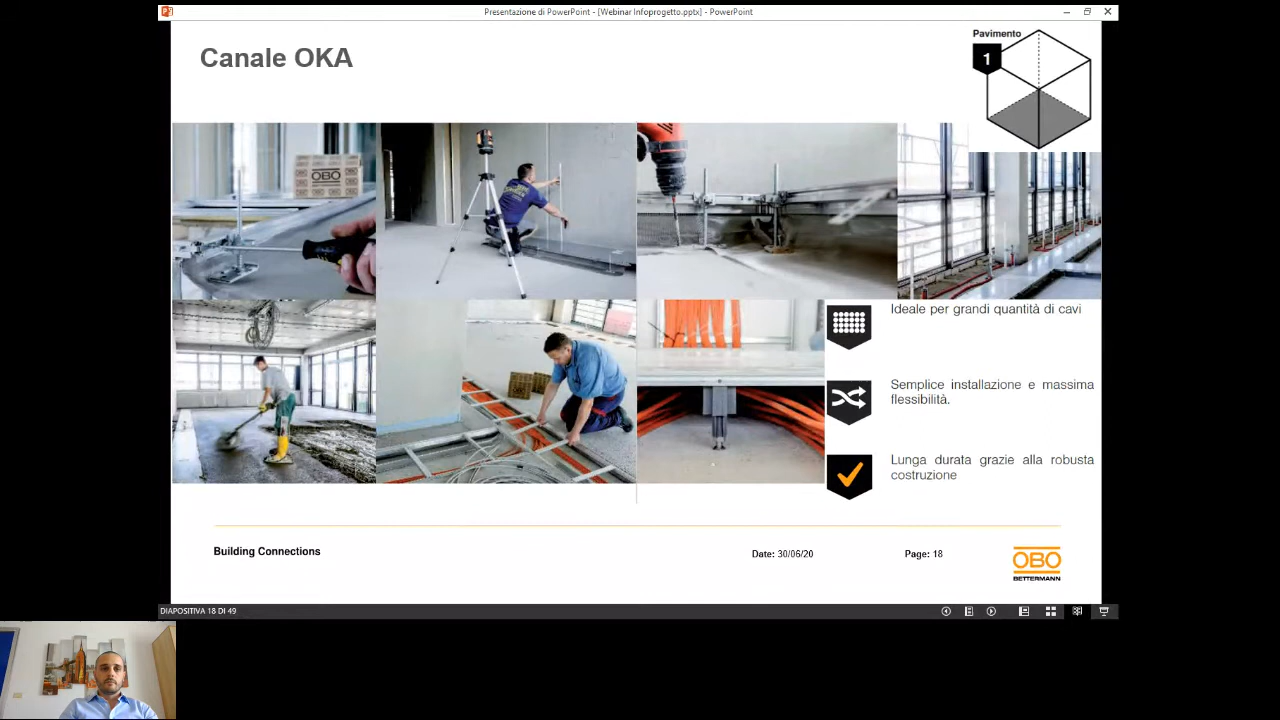 Presentazione di PowerPoint - [Webinar Infoprogetto.pptx] - PowerPoint
Canale OKA
Pavimento
1
OBO
Ideale per grandi quantità di cavi
Semplice installazione e massima
flessibilità.
Lunga durata grazie alla robusta
costruzione
Building Connections
Date: 30/06/20
Page: 18
OBO
BETTERMANN
DIAPOSITIVA 18 DI 49